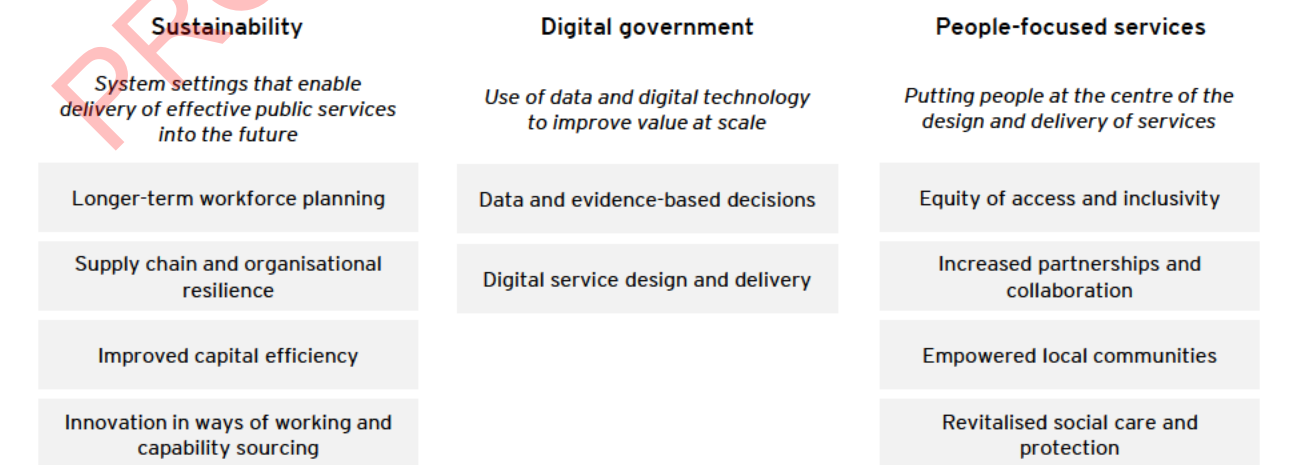 Sustainability
System settings that enable
delivery of effective public services
into the future
Longer-term workforce planning
Supply chain and organisational
resilience
Improved capital efficiency
Innovation in ways of working and
capability sourcing
Digital government
Use of data and digital technology
to improve value at scale
Data and evidence-based decisions
Digital service design and delivery
People-focused services
Putting people at the centre of the
design and delivery of services
Equity of access and inclusivity
Increased partnerships and
collaboration
Empowered local communities
Revitalised social care and
protection